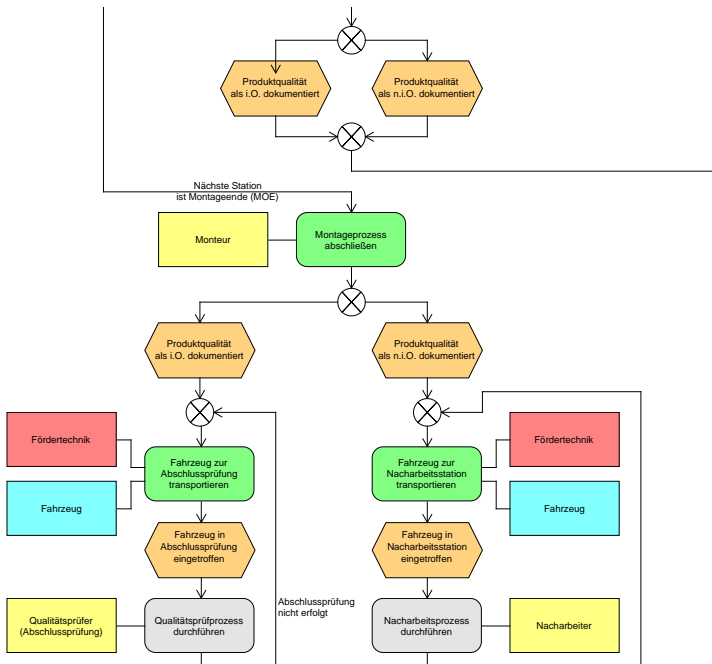 Produktqualität
als i.O. dokumentiert
Produktqualität
als n.i.O. dokumentiert
Nächste Station
ist Montageende (MOE)
Monteur
Montageprozess
abschließen
Produktqualität
als i.O. dokumentiert
Produktqualität
als n.i.O. dokumentiert
Fördertechnik
Fahrzeug zur
Abschlussprüfung
transportieren
Fahrzeug
Fahrzeug zur
Nacharbeitsstation
transportieren
Fördertechnik
Fahrzeug
Fahrzeug in
Abschlussprüfung
eingetroffen
Fahrzeug in
Nacharbeitsstation
eingetroffen
Abschlussprüfung
nicht erfolgt
Qualitätsprüfer
(Abschlussprüfung)
Qualitätsprüfprozess
durchführen
Nacharbeitsprozess
durchführen
Nacharbeiter